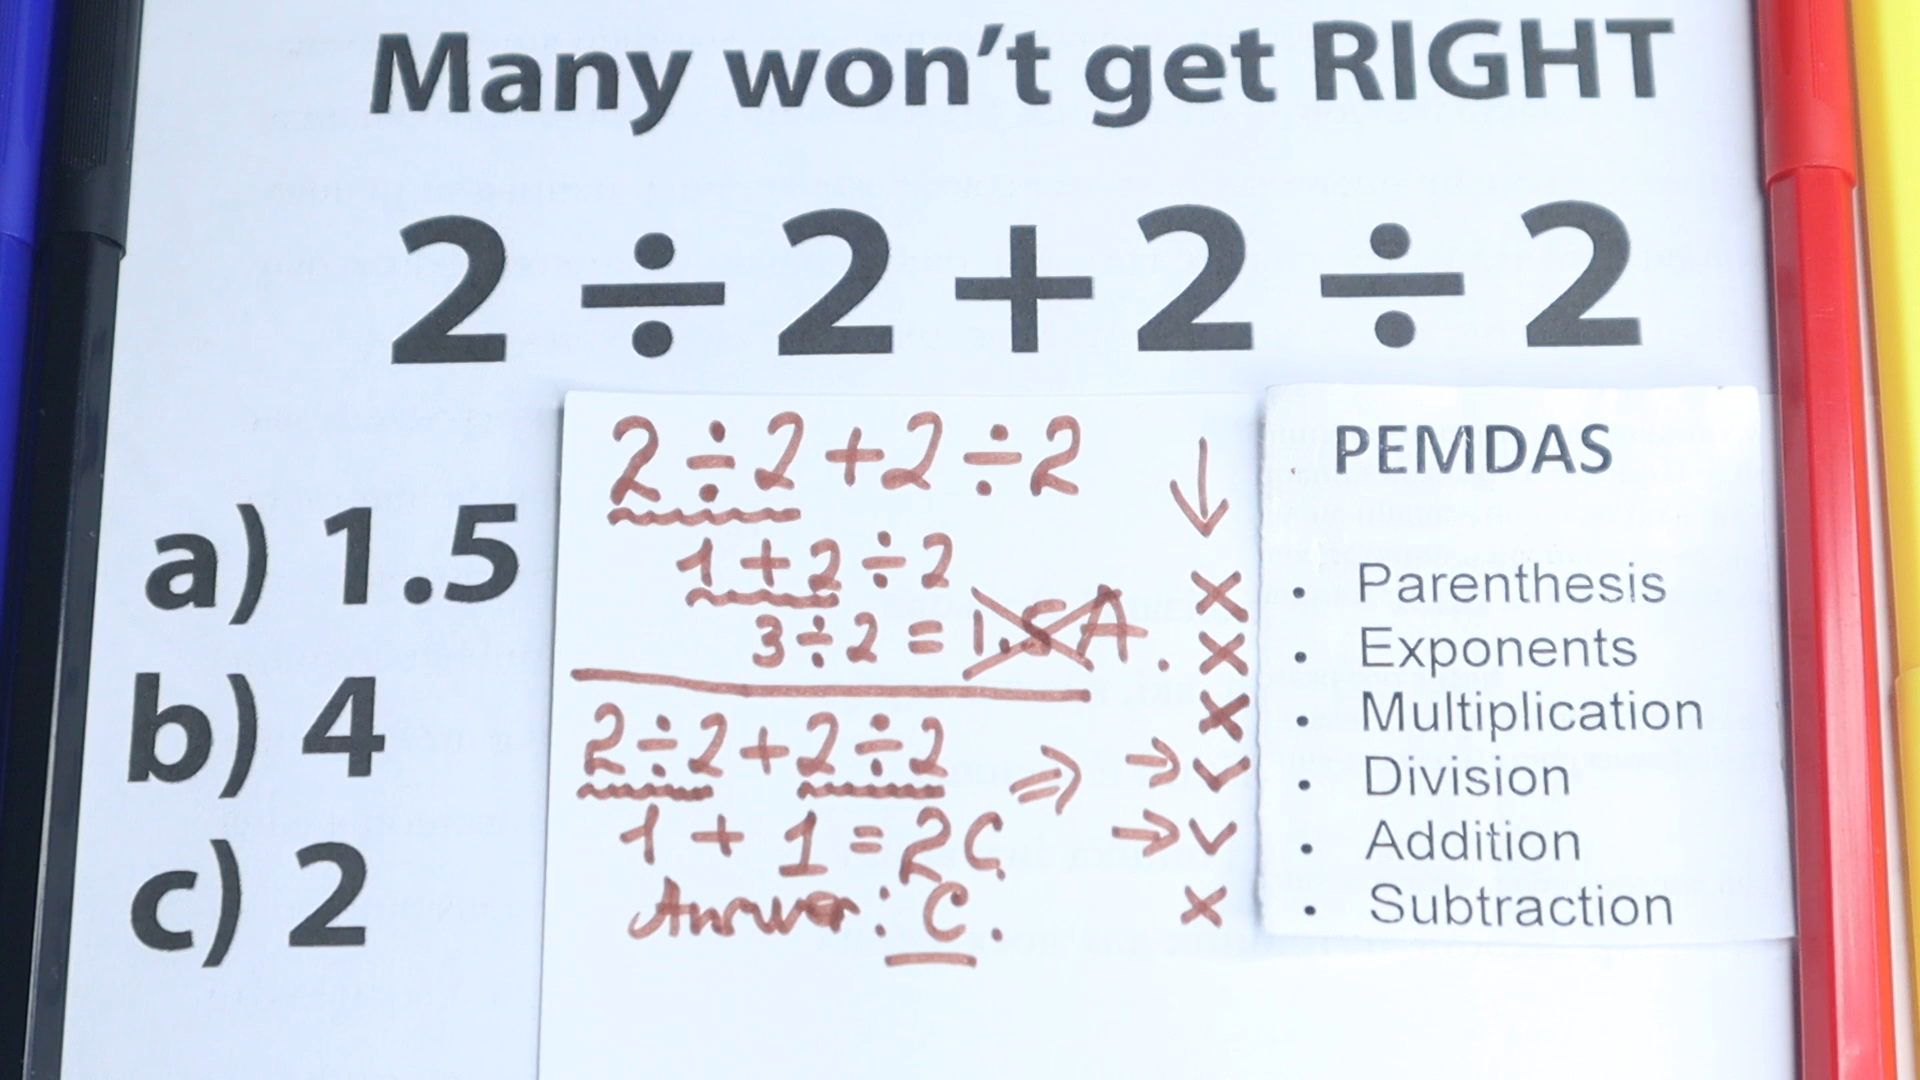 Many won't get RIGHT
2 ÷ 2 + 2 ÷ 2
a) 1.5
b) 4
c) 2
2 ÷ 2 + 2 ÷ 2
1 + 2 ÷ 2
3 ÷ 2 = 1.5 A.
2 ÷ 2 + 2 ÷ 2 ⇒
1 + 1 = 2 C.
Answer: C.
↓
PEMDAS
× • Parenthesis
× • Exponents
× • Multiplication
→ ✓ • Division
→ ✓ • Addition
× • Subtraction